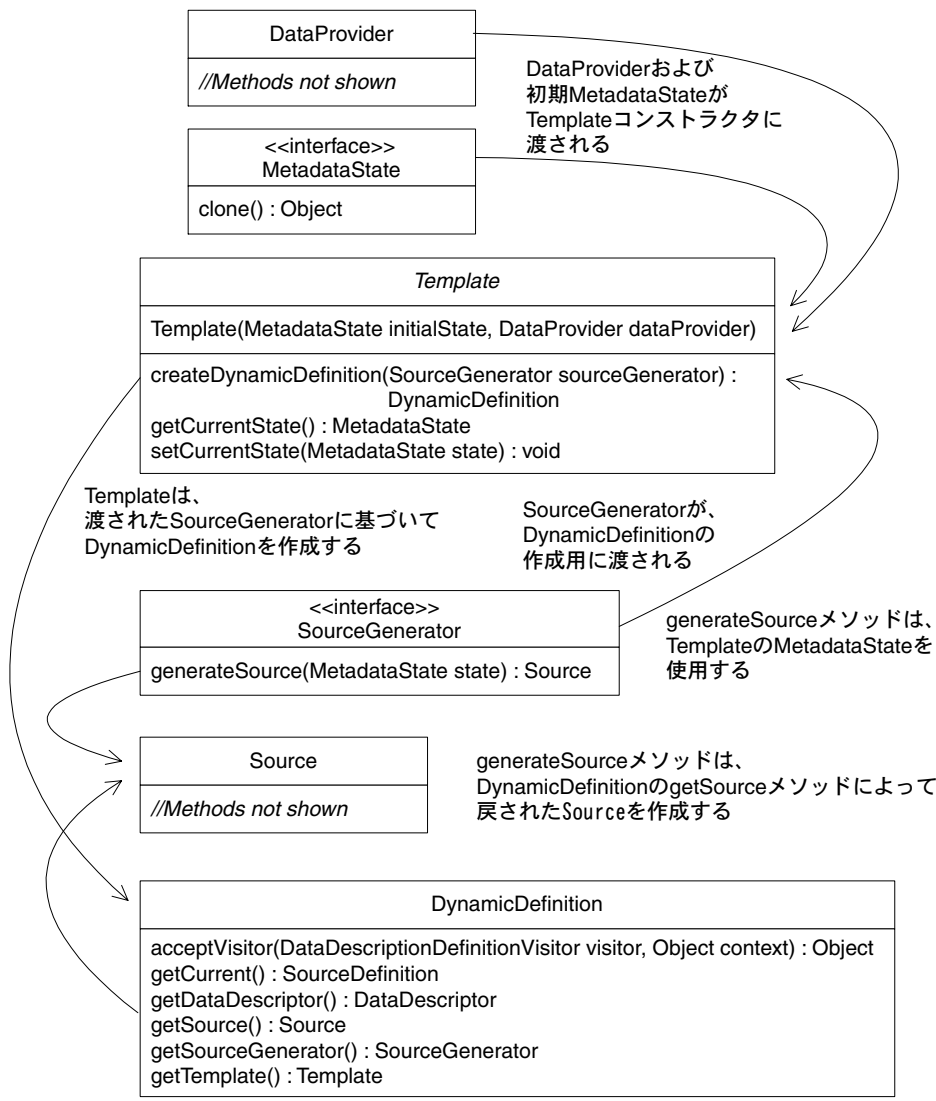 DataProvider
//Methods not shown
DataProviderおよび
初期MetadataStateが
Templateコンストラクタに
渡される
<<interface>>
MetadataState
clone() : Object
Template
Template(MetadataState initialState, DataProvider dataProvider)
createDynamicDefinition(SourceGenerator sourceGenerator) :
DynamicDefinition
getCurrentState() : MetadataState
setCurrentState(MetadataState state) : void
Templateは、
渡されたSourceGeneratorに基づいて
DynamicDefinitionを作成する
SourceGeneratorが、
DynamicDefinitionの
作成用に渡される
<<interface>>
SourceGenerator
generateSource(MetadataState state) : Source
generateSourceメソッドは、
TemplateのMetadataStateを
使用する
Source
//Methods not shown
generateSourceメソッドは、
DynamicDefinitionのgetSourceメソッドによって
戻されたSourceを作成する
DynamicDefinition
acceptVisitor(DataDescriptionDefinitionVisitor visitor, Object context) : Object
getCurrent() : SourceDefinition
getDataDescriptor() : DataDescriptor
getSource() : Source
getSourceGenerator() : SourceGenerator
getTemplate() : Template